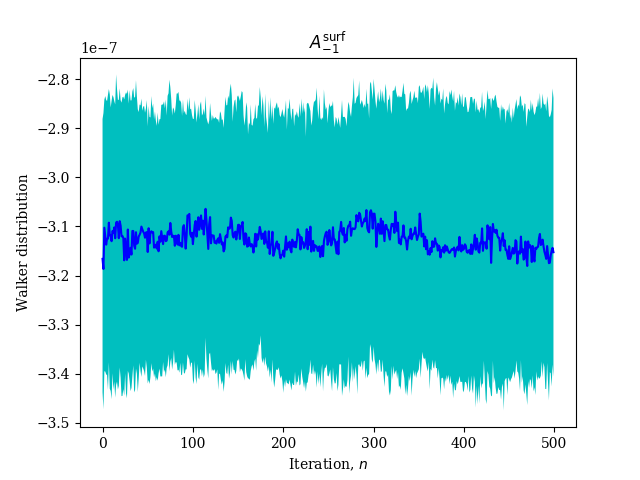 $A_{-1}^{\mathrm{surf}}$
1e−7
−2.8
−2.9
−3.0
−3.1
−3.2
−3.3
−3.4
−3.5
Walker distribution
0 100 200 300 400 500
Iteration, n